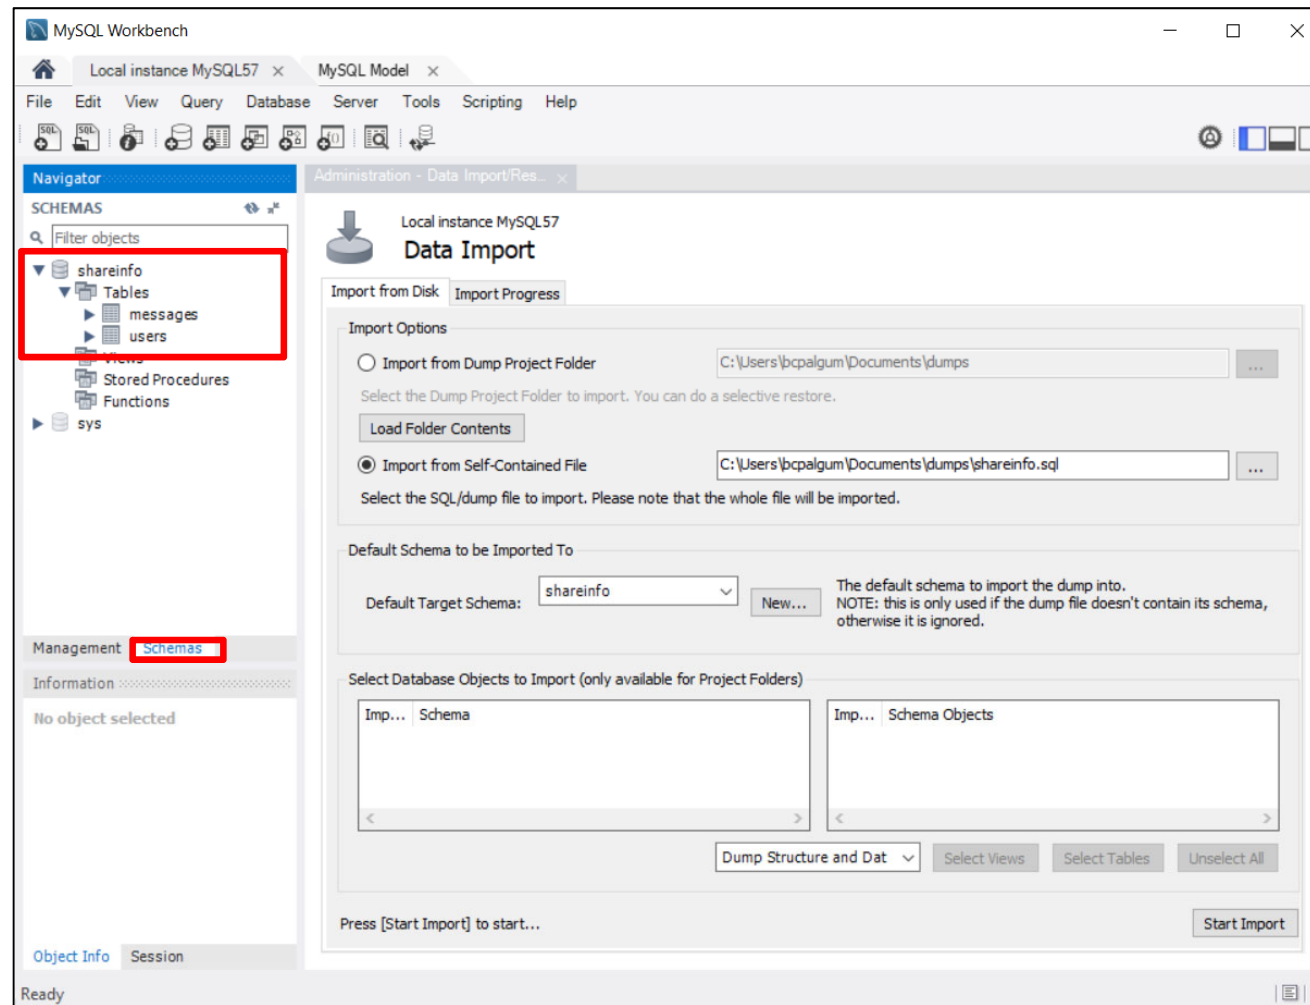 MySQL Workbench
Local instance MySQL57
MySQL Model
File Edit View Query Database Server Tools Scripting Help
Navigator
SCHEMAS
Filter objects
shareinfo
Tables
messages
users
Views
Stored Procedures
Functions
sys
Management Schemas
Information
No object selected
Object Info Session
Administration - Data Import/Res...
Local instance MySQL57
Data Import
Import from Disk Import Progress
Import Options
Import from Dump Project Folder C:\Users\bcpalgum\Documents\dumps ...
Select the Dump Project Folder to import. You can do a selective restore.
Load Folder Contents
Import from Self-Contained File C:\Users\bcpalgum\Documents\dumps\shareinfo.sql ...
Select the SQL/dump file to import. Please note that the whole file will be imported.
Default Schema to be Imported To
Default Target Schema: shareinfo New...
The default schema to import the dump into.
NOTE: this is only used if the dump file doesn't contain its schema,
otherwise it is ignored.
Select Database Objects to Import (only available for Project Folders)
Imp... Schema
Imp... Schema Objects
Dump Structure and Dat Select Views Select Tables Unselect All
Press [Start Import] to start... Start Import
Ready